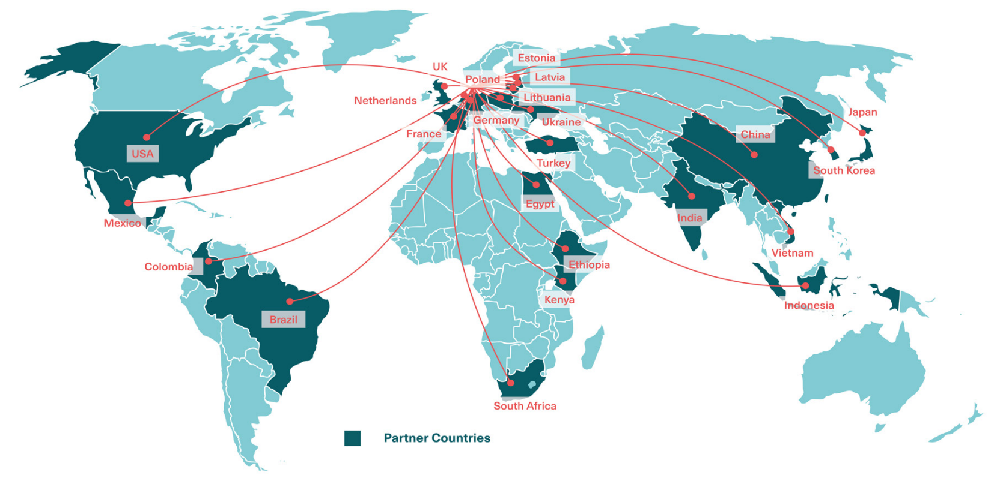 Estonia
UK
Poland
Latvia
Netherlands
Lithuania
Japan
Germany
Ukraine
France
China
USA
Turkey
South Korea
Egypt
India
Mexico
Vietnam
Colombia
Ethiopia
Kenya
Indonesia
Brazil
South Africa
Partner Countries